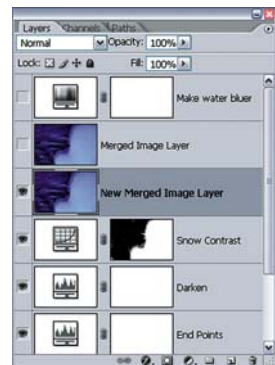 Layers Channels Paths
Normal Opacity: 100%
Lock: Fill: 100%
Make water bluer
Merged Image Layer
New Merged Image Layer
Snow Contrast
Darken
End Points